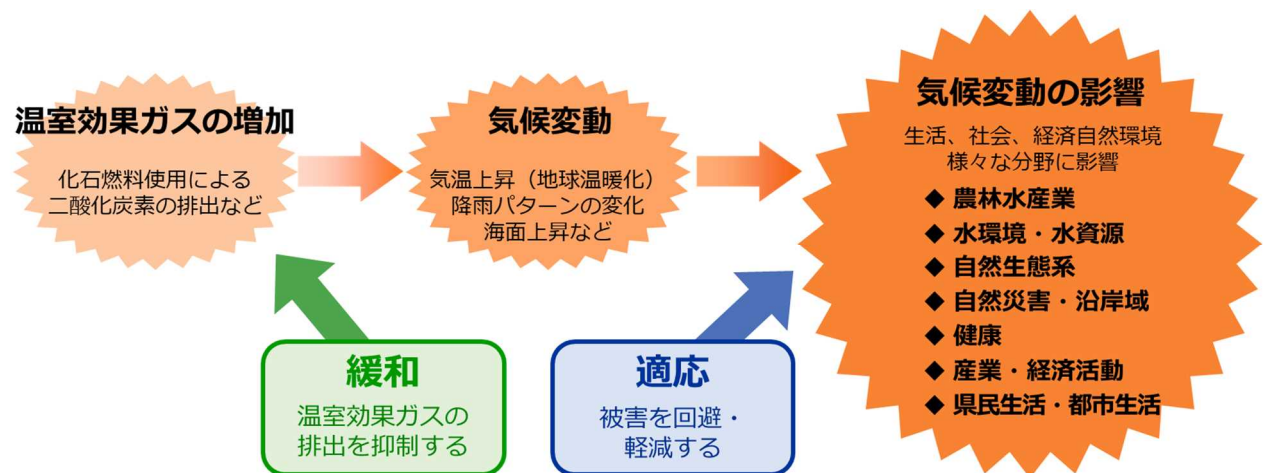 温室効果ガスの増加
化石燃料使用による
二酸化炭素の排出など
気候変動
気温上昇（地球温暖化）
降雨パターンの変化
海面上昇など
気候変動の影響
生活、社会、経済自然環境
様々な分野に影響
◆ 農林水産業
◆ 水環境・水資源
◆ 自然生態系
◆ 自然災害・沿岸域
◆ 健康
◆ 産業・経済活動
◆ 県民生活・都市生活
緩和
温室効果ガスの
排出を抑制する
適応
被害を回避・
軽減する